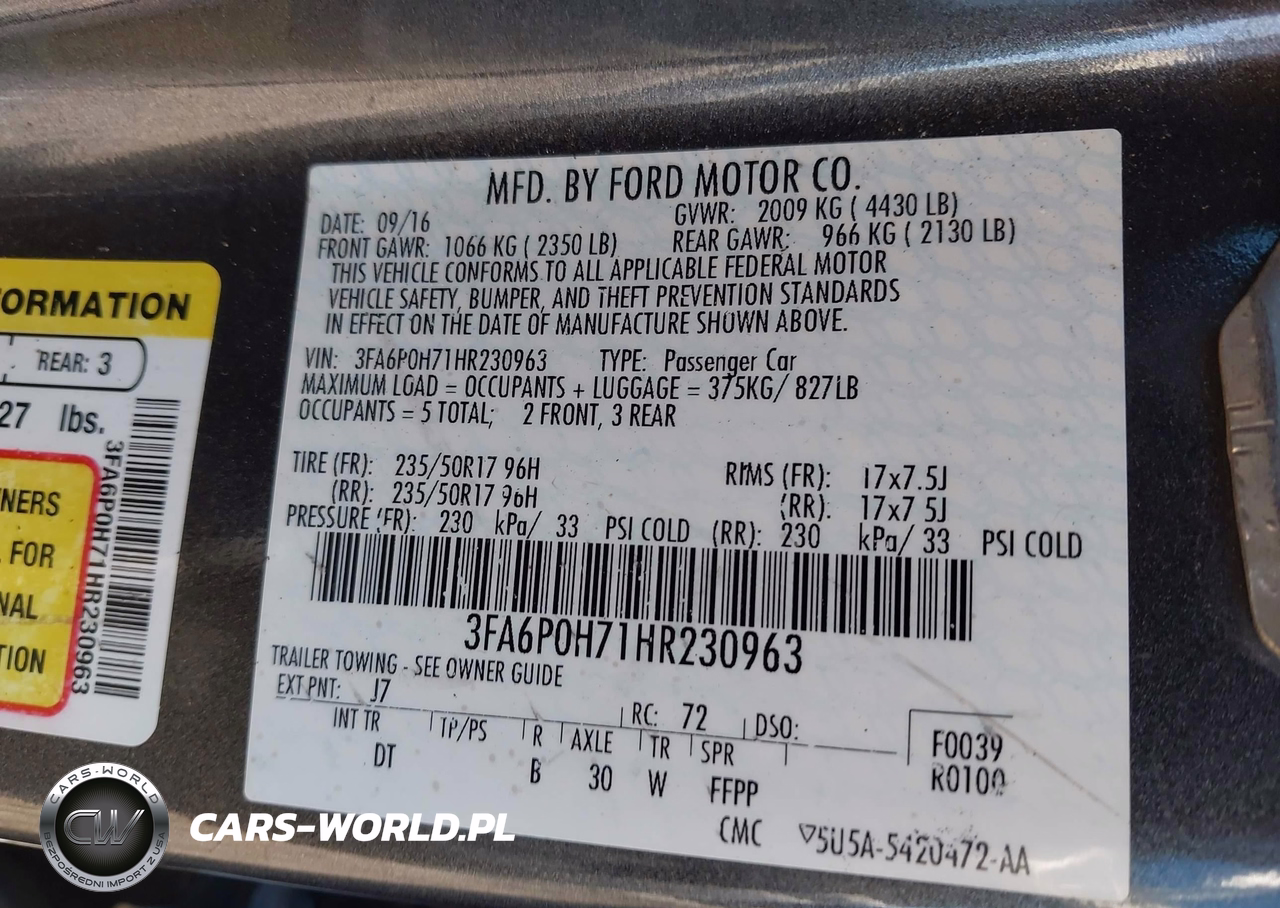 MFD. BY FORD MOTOR CO.
DATE: 09/16 GVWR: 2009 KG ( 4430 LB)
FRONT GAWR: 1066 KG ( 2350 LB) REAR GAWR: 966 KG ( 2130 LB)
THIS VEHICLE CONFORMS TO ALL APPLICABLE FEDERAL MOTOR
VEHICLE SAFETY, BUMPER, AND THEFT PREVENTION STANDARDS
IN EFFECT ON THE DATE OF MANUFACTURE SHOWN ABOVE.
VIN: 3FA6P0H71HR230963 TYPE: Passenger Car
MAXIMUM LOAD = OCCUPANTS + LUGGAGE = 375KG/ 827LB
OCCUPANTS = 5 TOTAL; 2 FRONT, 3 REAR
TIRE (FR): 235/50R17 96H RIMS (FR): 17x7.5J
(RR): 235/50R17 96H (RR): 17x7 5J
PRESSURE (FR): 230 kPa/ 33 PSI COLD (RR): 230 kPa/ 33 PSI COLD
3FA6P0H71HR230963
TRAILER TOWING - SEE OWNER GUIDE
EXT PNT: J7 RC: 72 DSO:
INT TR TP/PS R AXLE TR SPR F0039
DT B 30 W FFPP R0100
CMC ▽5U5A-5420472-AA
ORMATION
REAR: 3
27 lbs.
3FA6P0H71HR230963
NERS
FOR
NAL
TION
CARS-WORLD
CW
BEZPOŚREDNI IMPORT Z USA
CARS-WORLD.PL